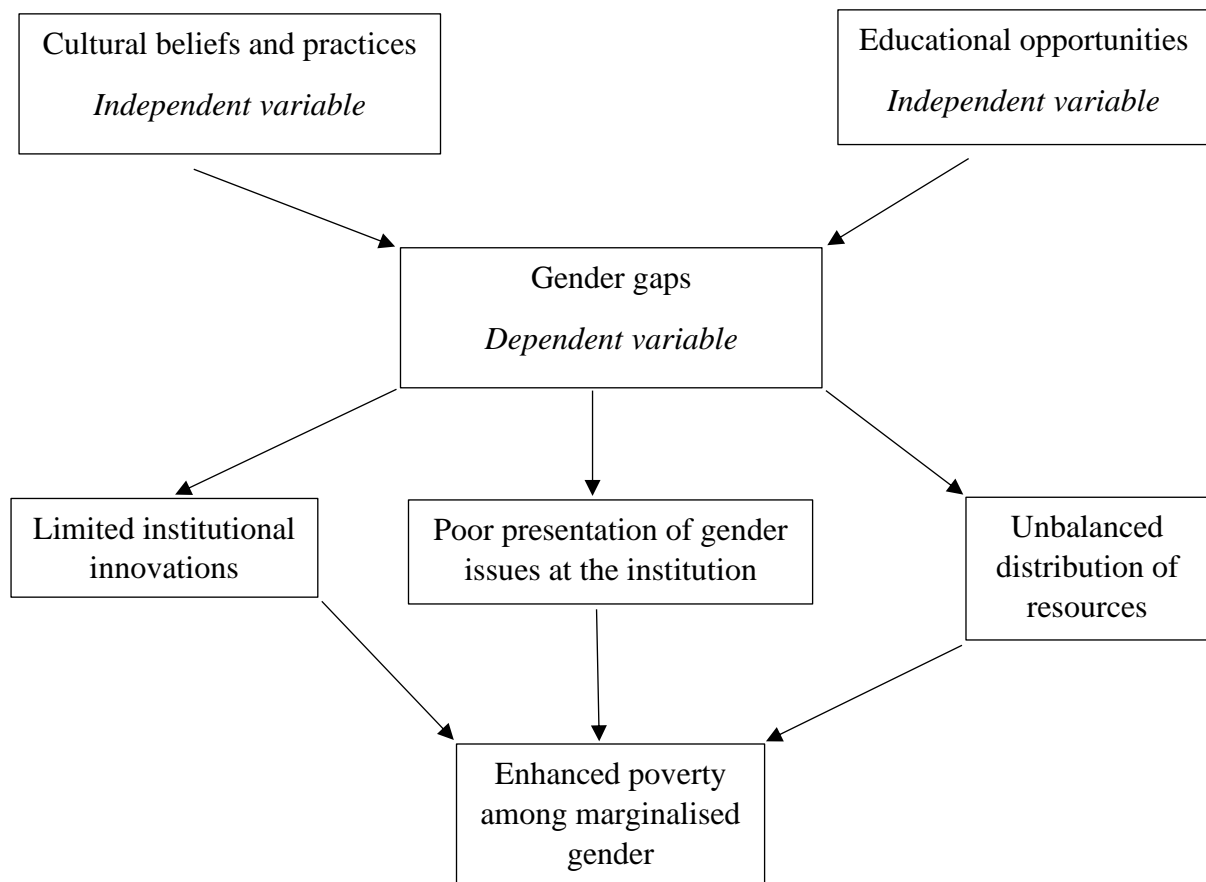 Cultural beliefs and practices
Independent variable
Educational opportunities
Independent variable
Gender gaps
Dependent variable
Limited institutional
innovations
Poor presentation of gender
issues at the institution
Unbalanced
distribution of
resources
Enhanced poverty
among marginalised
gender